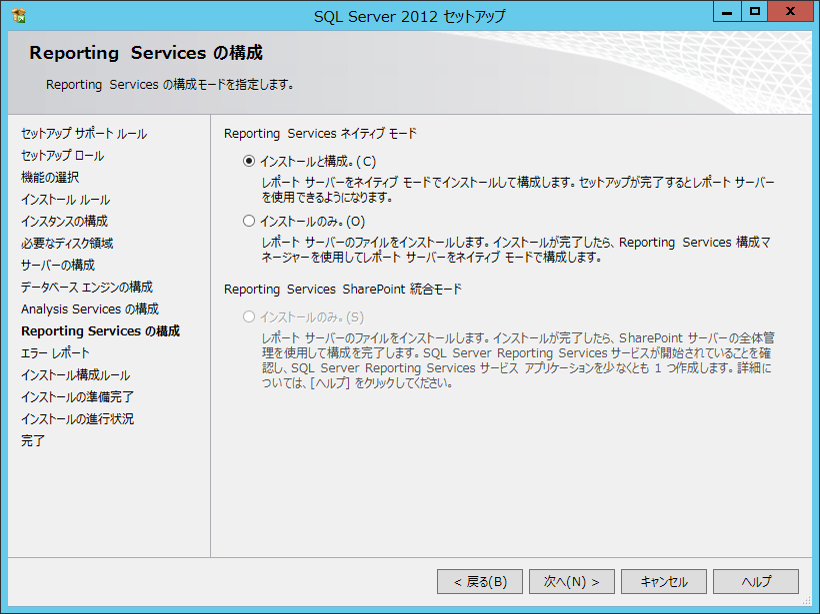 SQL Server 2012 セットアップ
Reporting Services の構成
Reporting Services の構成モードを指定します。
セットアップ サポート ルール
セットアップ ロール
機能の選択
インストール ルール
インスタンスの構成
必要なディスク領域
サーバーの構成
データベース エンジンの構成
Analysis Services の構成
Reporting Services の構成
エラー レポート
インストール構成ルール
インストールの準備完了
インストールの進行状況
完了
Reporting Services ネイティブ モード
インストールと構成。(C)
レポート サーバーをネイティブ モードでインストールして構成します。セットアップが完了するとレポート サーバー
を使用できるようになります。
インストールのみ。(O)
レポート サーバーのファイルをインストールします。インストールが完了したら、Reporting Services 構成マ
ネージャーを使用してレポート サーバーをネイティブ モードで構成します。
Reporting Services SharePoint 統合モード
インストールのみ。(S)
レポート サーバーのファイルをインストールします。インストールが完了したら、SharePoint サーバーの全体管
理を使用して構成を完了します。SQL Server Reporting Services サービスが開始されていることを確
認し、SQL Server Reporting Services サービス アプリケーションを少なくとも 1 つ作成します。詳細に
ついては、[ヘルプ] をクリックしてください。
< 戻る(B)
次へ(N) >
キャンセル
ヘルプ